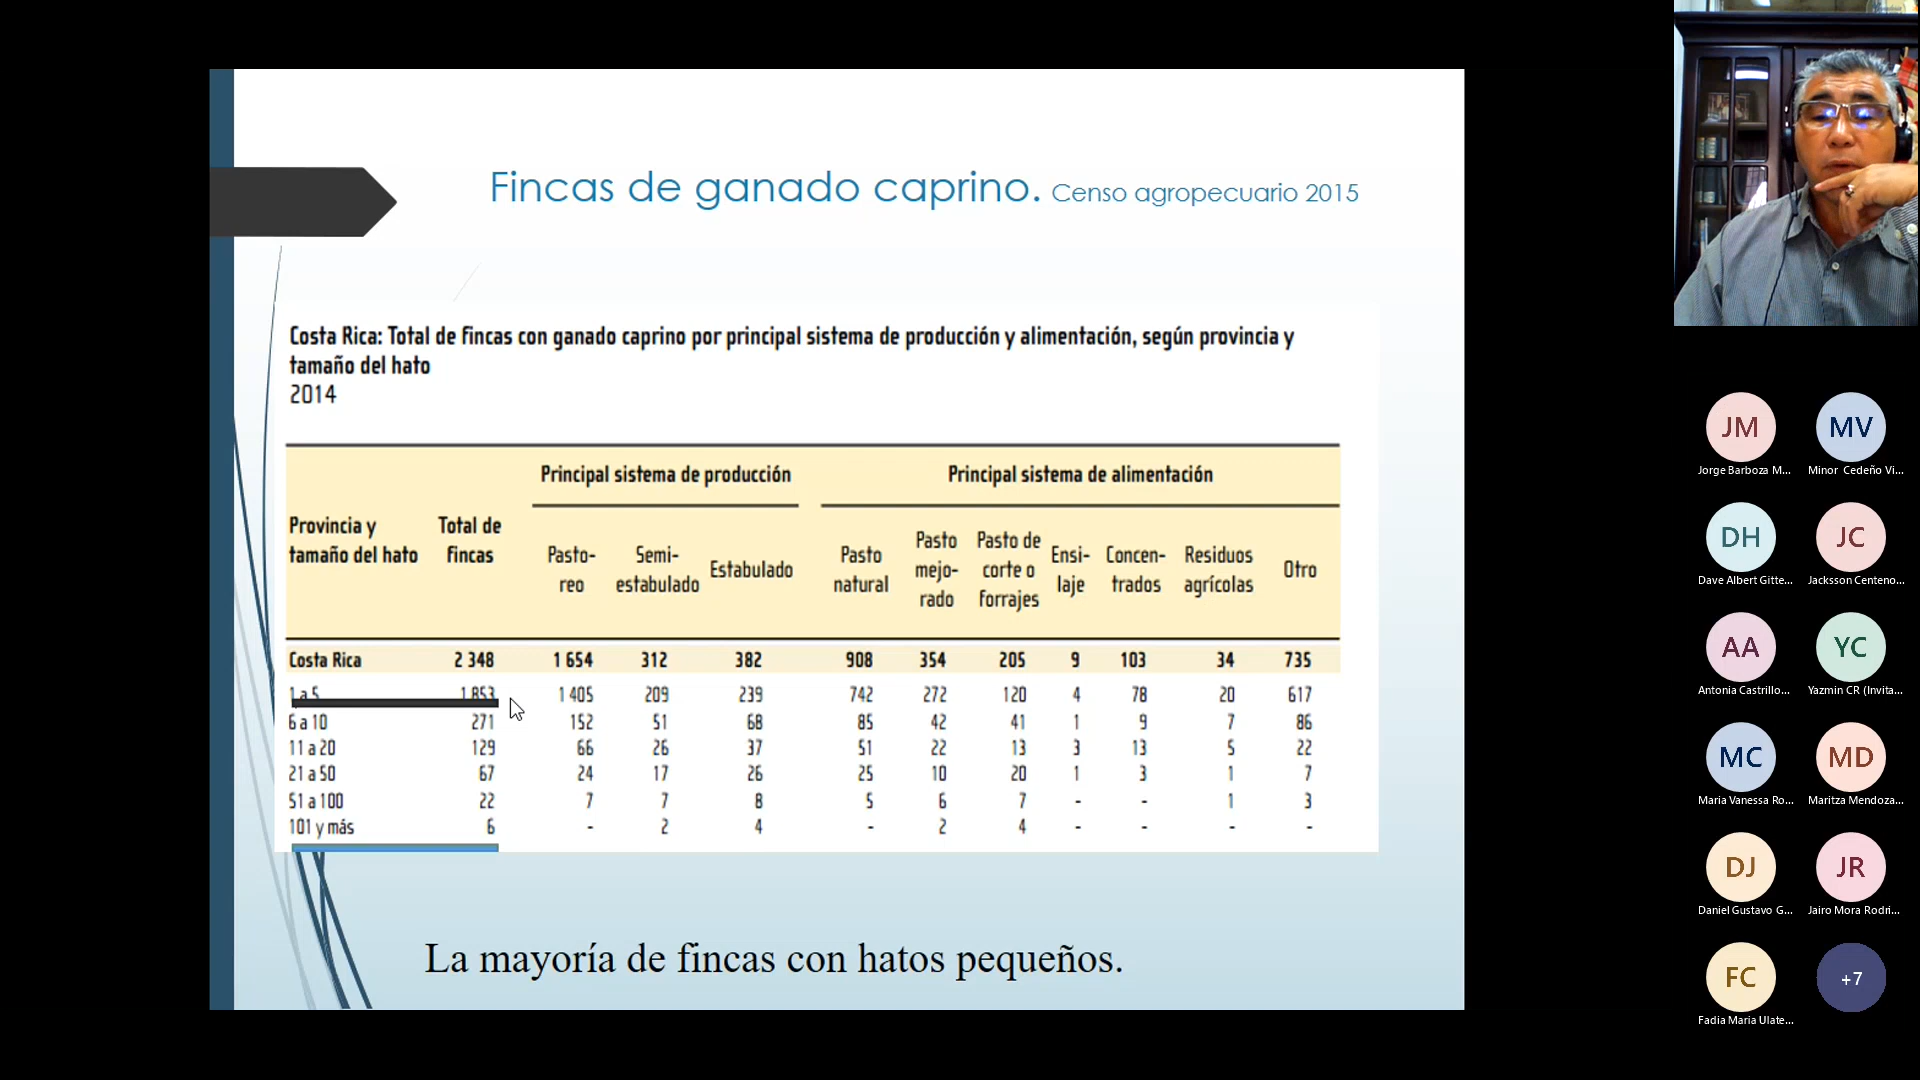 Fincas de ganado caprino. Censo agropecuario 2015
Costa Rica: Total de fincas con ganado caprino por principal sistema de producción y alimentación, según provincia y
tamaño del hato
2014
Principal sistema de producción Principal sistema de alimentación
Provincia y tamaño del hato Total de fincas Pasto- reo Semi- estabulado Estabulado Pasto natural Pasto mejo- rado Pasto de corte o forrajes Ensi- laje Concen- trados Residuos agrícolas Otro
Costa Rica 2 348 1 654 312 382 908 354 205 9 103 34 735
1 a 5 1 853 1 405 209 239 742 272 120 4 78 20 617
6 a 10 271 152 51 68 85 42 41 1 9 7 86
11 a 20 129 66 26 37 51 22 13 3 13 5 22
21 a 50 67 24 17 26 25 10 20 1 3 1 7
51 a 100 22 7 7 8 5 6 7 - - 1 3
101 y más 6 - 2 4 - 2 4 - - - -
La mayoría de fincas con hatos pequeños.
JM MV
Jorge Barboza M... Minor Cedeño Vi...
DH JC
Dave Albert Gitte... Jacksson Centeno...
AA YC
Antonia Castrillo... Yazmin CR (Invita...
MC MD
Maria Vanessa Ro... Maritza Mendoza...
DJ JR
Daniel Gustavo G... Jairo Mora Rodri...
FC +7
Fadia Maria Ulate...